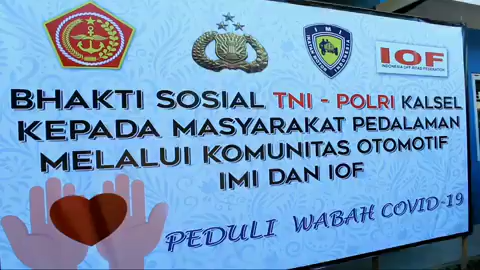 IMI
IOF
INDONESIA OFF-ROAD FEDERATION
BHAKTI SOSIAL TNI - POLRI KALSEL
KEPADA MASYARAKAT PEDALAMAN
MELALUI KOMUNITAS OTOMOTIF
IMI DAN IOF
PEDULI WABAH COVID-19